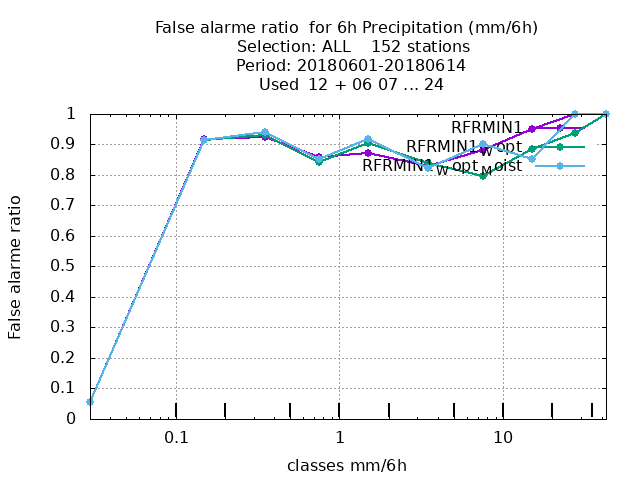 False alarme ratio  for 6h Precipitation (mm/6h)
Selection: ALL    152 stations
Period: 20180601-20180614
Used  12 + 06 07 ... 24
1
0.9
0.8
0.7
0.6
0.5
0.4
0.3
0.2
0.1
0
False alarme ratio
RFRMIN1
RFRMIN1_Wopt
RFRMIN1_Wopt_Moist
0.1
1
10
classes mm/6h